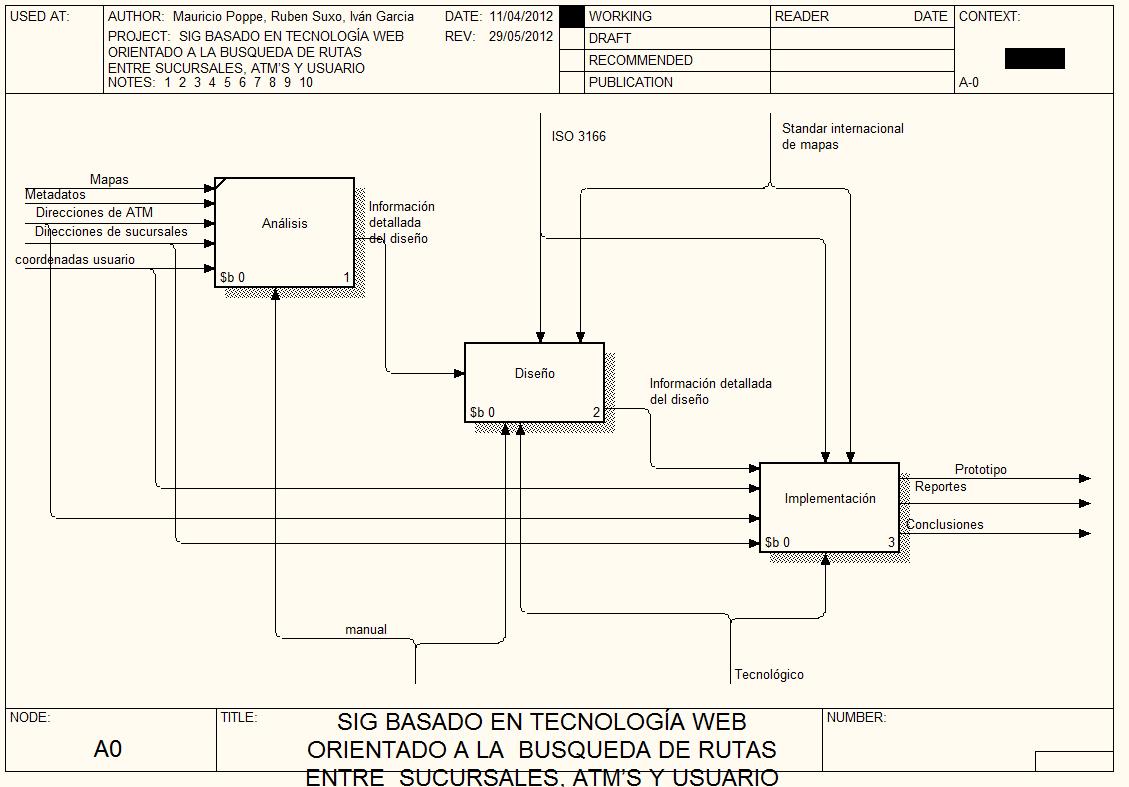 USED AT:
AUTHOR: Mauricio Poppe, Ruben Suxo, Iván Garcia
DATE: 11/04/2012
PROJECT: SIG BASADO EN TECNOLOGÍA WEB
ORIENTADO A LA BUSQUEDA DE RUTAS
ENTRE SUCURSALES, ATM'S Y USUARIO
REV: 29/05/2012
NOTES: 1 2 3 4 5 6 7 8 9 10
WORKING
DRAFT
RECOMMENDED
PUBLICATION
READER
DATE
CONTEXT:
A-0
ISO 3166
Standar internacional
de mapas
Mapas
Metadatos
Direcciones de ATM
Direcciones de sucursales
coordenadas usuario
Análisis
$b 0
1
Información
detallada
del diseño
Diseño
$b 0
2
Información detallada
del diseño
Implementación
$b 0
3
Prototipo
Reportes
Conclusiones
manual
Tecnológico
NODE:
A0
TITLE:
SIG BASADO EN TECNOLOGÍA WEB
ORIENTADO A LA BUSQUEDA DE RUTAS
ENTRE SUCURSALES, ATM'S Y USUARIO
NUMBER: